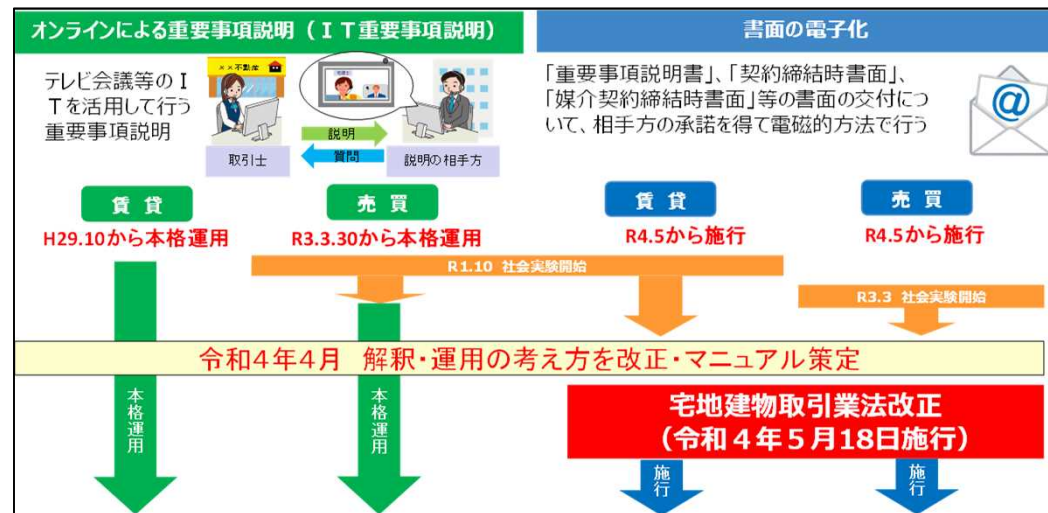 オンラインによる重要事項説明（ＩＴ重要事項説明）
テレビ会議等のＩ
Ｔを活用して行う
重要事項説明
××不動産
説明
質問
取引士
説明の相手方
賃 貸
H29.10から本格運用
売 買
R3.3.30から本格運用
書面の電子化
「重要事項説明書」、「契約締結時書面」、
「媒介契約締結時書面」等の書面の交付につ
いて、相手方の承諾を得て電磁的方法で行う
@
賃 貸
R4.5から施行
売 買
R4.5から施行
R1.10 社会実験開始
R3.3 社会実験開始
令和４年４月 解釈・運用の考え方を改正・マニュアル策定
本格運用
本格運用
宅地建物取引業法改正
（令和４年５月18日施行）
施行
施行